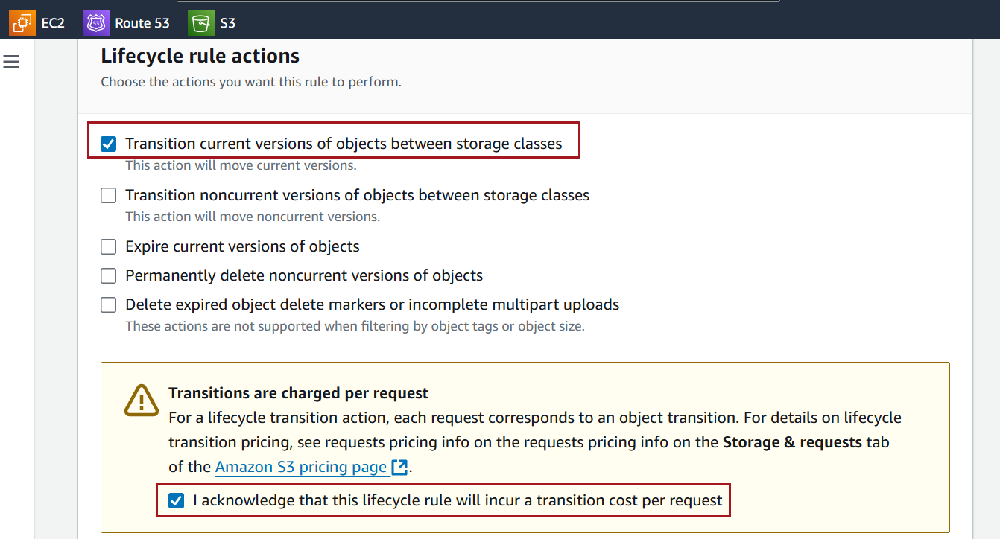 EC2 Route 53 S3
Lifecycle rule actions
Choose the actions you want this rule to perform.
Transition current versions of objects between storage classes
This action will move current versions.
Transition noncurrent versions of objects between storage classes
This action will move noncurrent versions.
Expire current versions of objects
Permanently delete noncurrent versions of objects
Delete expired object delete markers or incomplete multipart uploads
These actions are not supported when filtering by object tags or object size.
Transitions are charged per request
For a lifecycle transition action, each request corresponds to an object transition. For details on lifecycle
transition pricing, see requests pricing info on the requests pricing info on the Storage & requests tab
of the Amazon S3 pricing page.
I acknowledge that this lifecycle rule will incur a transition cost per request